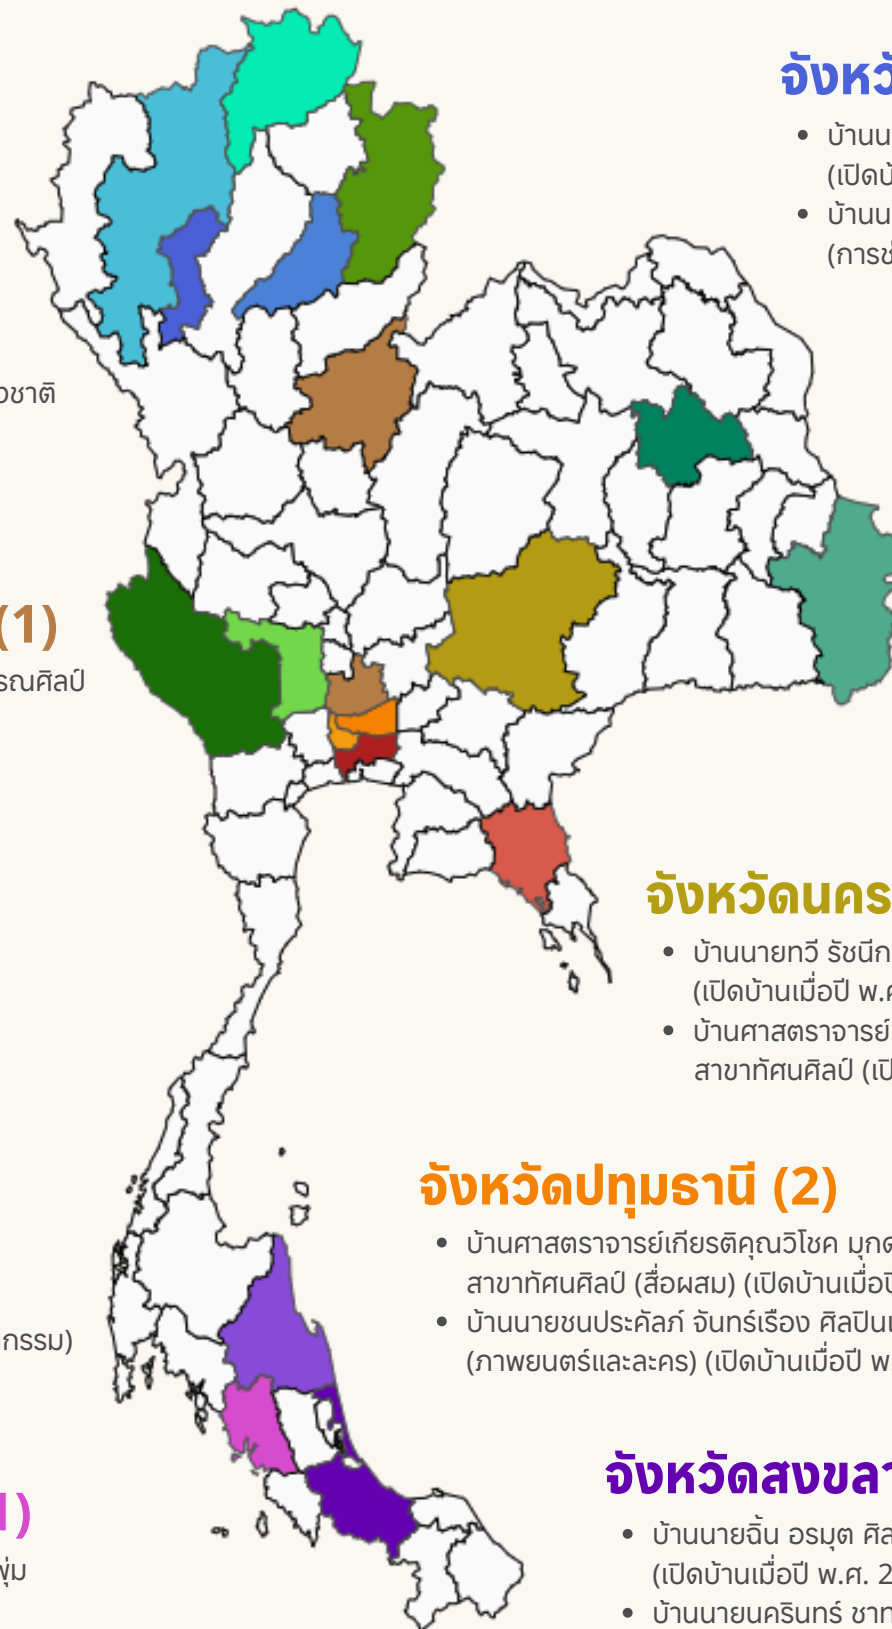 จังหวั
• บ้านน
(เปิดบ้
• บ้านน
(การช่
งชาติ
(1)
รณศิลป์
จังหวัดนคร
• บ้านนายทวี รัชนีก
(เปิดบ้านเมื่อปี พ.ศ
• บ้านศาสตราจารย์
สาขาทัศนศิลป์ (เปิ
จังหวัดปทุมธานี (2)
• บ้านศาสตราจารย์เกียรติคุณวิโชค มุกด
สาขาทัศนศิลป์ (สื่อผสม) (เปิดบ้านเมื่อปี
• บ้านนายชนประคัลภ์ จันทร์เรือง ศิลปินแ
(ภาพยนตร์และละคร) (เปิดบ้านเมื่อปี พ.
กรรม)
จังหวัดสงขลา
• บ้านนายฉิ้น อรมุต ศิล
(เปิดบ้านเมื่อปี พ.ศ. 2
• บ้านนายนครินทร์ ชาท
1)
พุ่ม